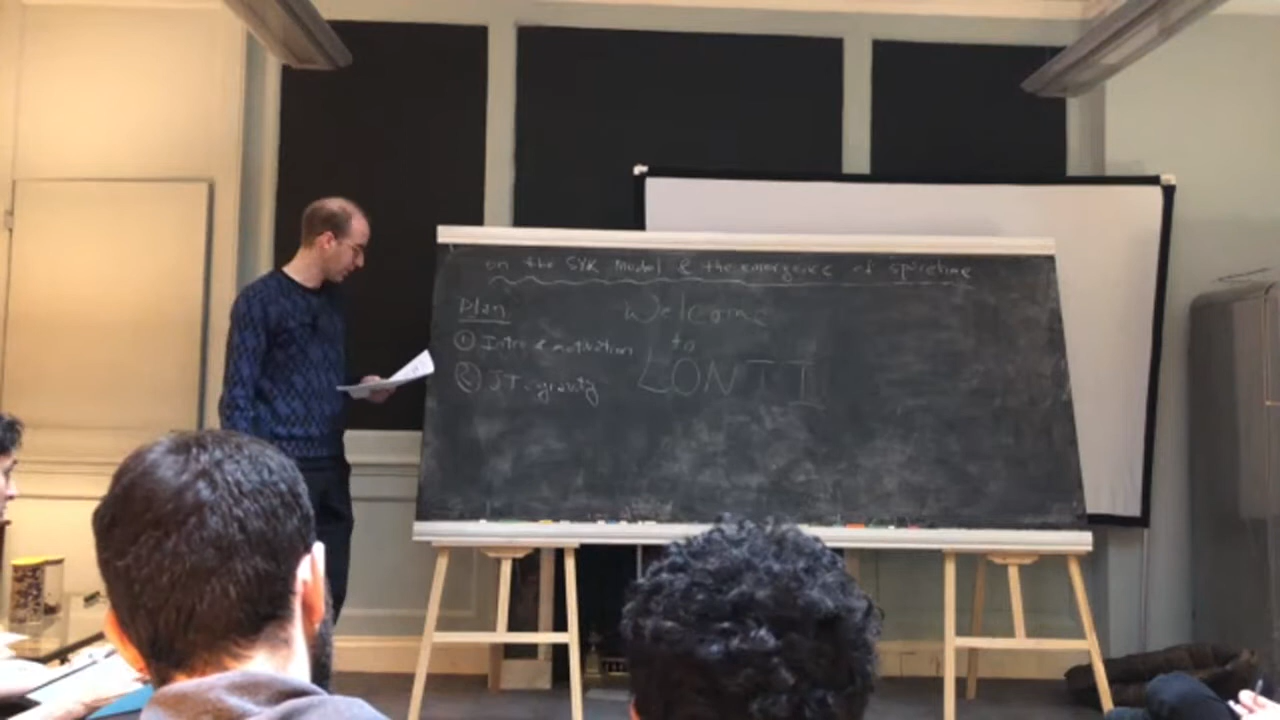 on the SYK model & the emergence of spacetime
Plan
① Intro & motivation
② JT-gravity
Welcome
to
LONTI